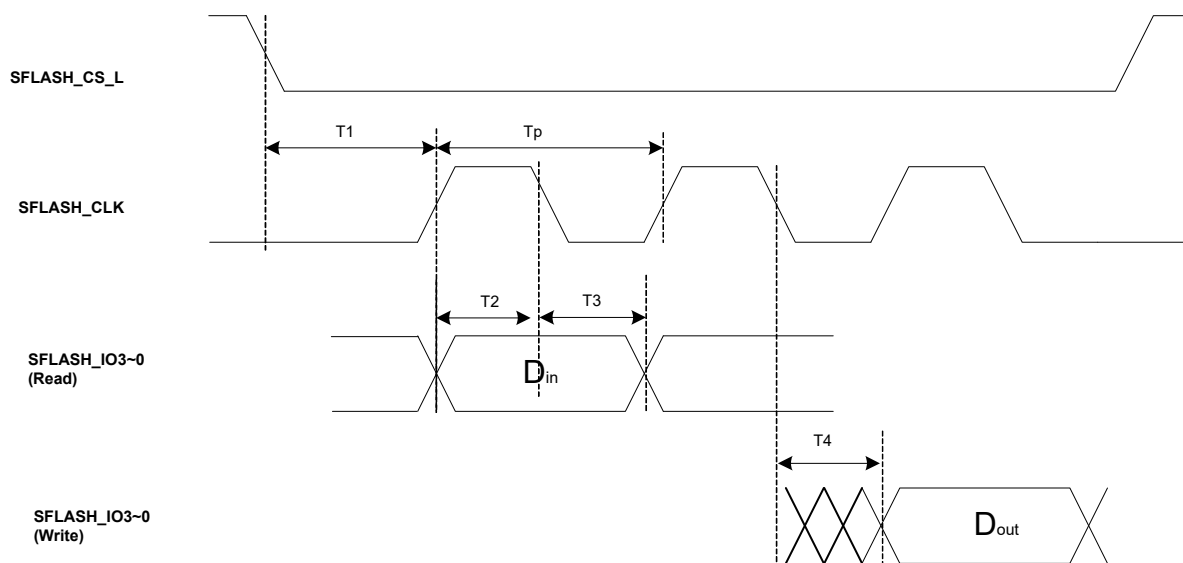 SFLASH_CS_L
T1
Tp
SFLASH_CLK
T2
T3
SFLASH_IO3~0
(Read)
Din
T4
SFLASH_IO3~0
(Write)
Dout